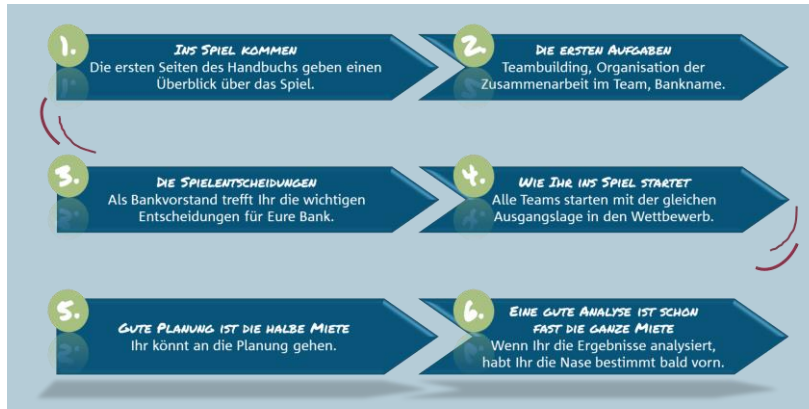 1.
INS SPIEL KOMMEN
Die ersten Seiten des Handbuchs geben einen
Überblick über das Spiel.
2.
DIE ERSTEN AUFGABEN
Teambuilding, Organisation der
Zusammenarbeit im Team, Bankname.
3.
DIE SPIELENTSCHEIDUNGEN
Als Bankvorstand trefft Ihr die wichtigen
Entscheidungen für Eure Bank.
4.
WIE IHR INS SPIEL STARTET
Alle Teams starten mit der gleichen
Ausgangslage in den Wettbewerb.
5.
GUTE PLANUNG IST DIE HALBE MIETE
Ihr könnt an die Planung gehen.
6.
EINE GUTE ANALYSE IST SCHON
FAST DIE GANZE MIETE
Wenn Ihr die Ergebnisse analysiert,
habt Ihr die Nase bestimmt bald vorn.